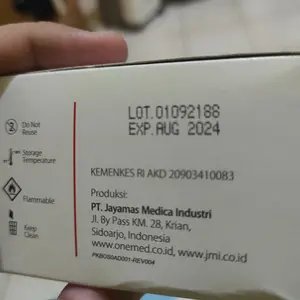 LOT.01092188
EXP.AUG 2024
Do Not
Reuse
Storage
Temperature
Flammable
Keep
Clean
KEMENKES RI AKD 20903410083
Produksi:
PT. Jayamas Medica Industri
Jl. By Pass KM. 28, Krian,
Sidoarjo, Indonesia
www.onemed.co.id, www.jmi.co.id
PKBOS0AD001-REV004